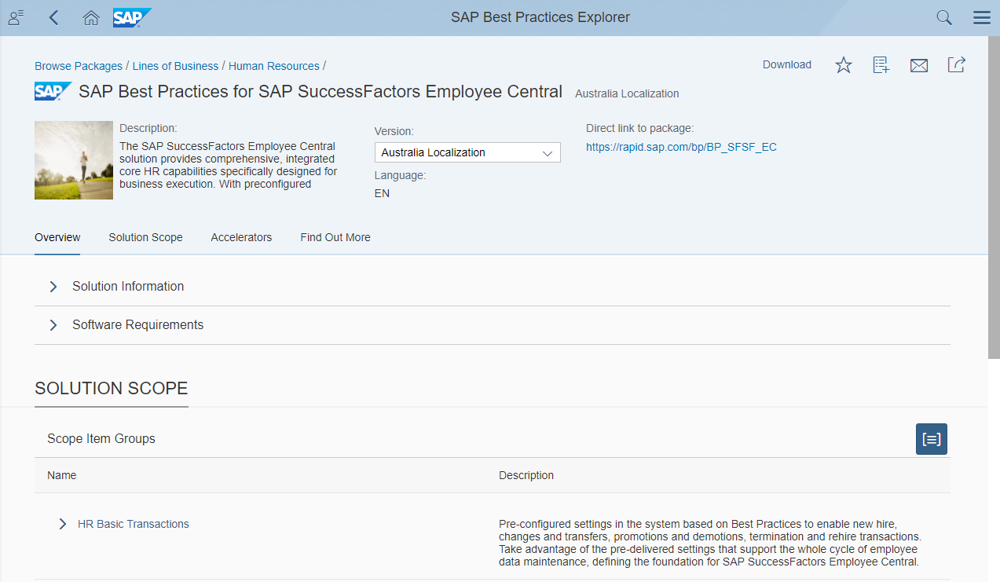 SAP
SAP Best Practices Explorer
Browse Packages / Lines of Business / Human Resources /
Download
SAP
SAP Best Practices for SAP SuccessFactors Employee Central
Australia Localization
Description:
The SAP SuccessFactors Employee Central
solution provides comprehensive, integrated
core HR capabilities specifically designed for
business execution. With preconfigured
Version:
Australia Localization
Language:
EN
Direct link to package:
https://rapid.sap.com/bp/BP_SFSF_EC
Overview
Solution Scope
Accelerators
Find Out More
Solution Information
Software Requirements
SOLUTION SCOPE
Scope Item Groups
Name
Description
HR Basic Transactions
Pre-configured settings in the system based on Best Practices to enable new hire,
changes and transfers, promotions and demotions, termination and rehire transactions.
Take advantage of the pre-delivered settings that support the whole cycle of employee
data maintenance, defining the foundation for SAP SuccessFactors Employee Central.